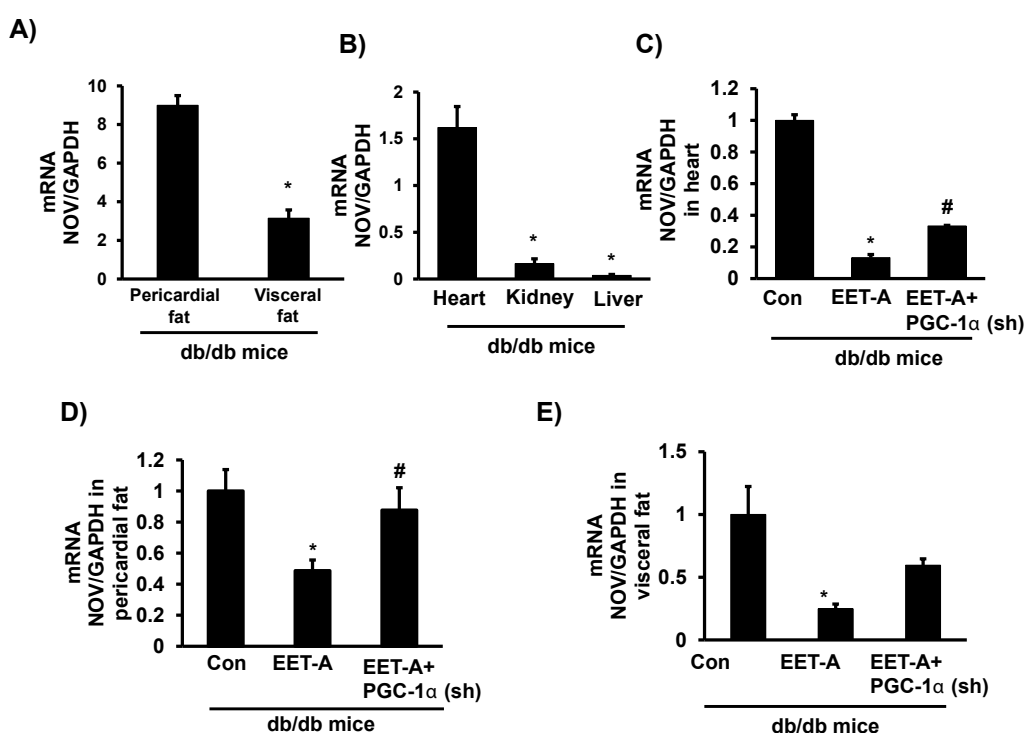 A)
mRNA
NOV/GAPDH
10
8
6
4
2
0
*
Pericardial
fat
Visceral
fat
db/db mice
B)
mRNA
NOV/GAPDH
2
1.5
1
0.5
0
*
*
Heart Kidney Liver
db/db mice
C)
mRNA
NOV/GAPDH
in heart
1.2
1
0.8
0.6
0.4
0.2
0
*
#
Con EET-A EET-A+
PGC-1α (sh)
db/db mice
D)
mRNA
NOV/GAPDH in
pericardial fat
1.2
1
0.8
0.6
0.4
0.2
0
*
#
Con EET-A EET-A+
PGC-1α (sh)
db/db mice
E)
mRNA
NOV/GAPDH in
visceral fat
1.5
1
0.5
0
*
Con EET-A EET-A+
PGC-1α (sh)
db/db mice